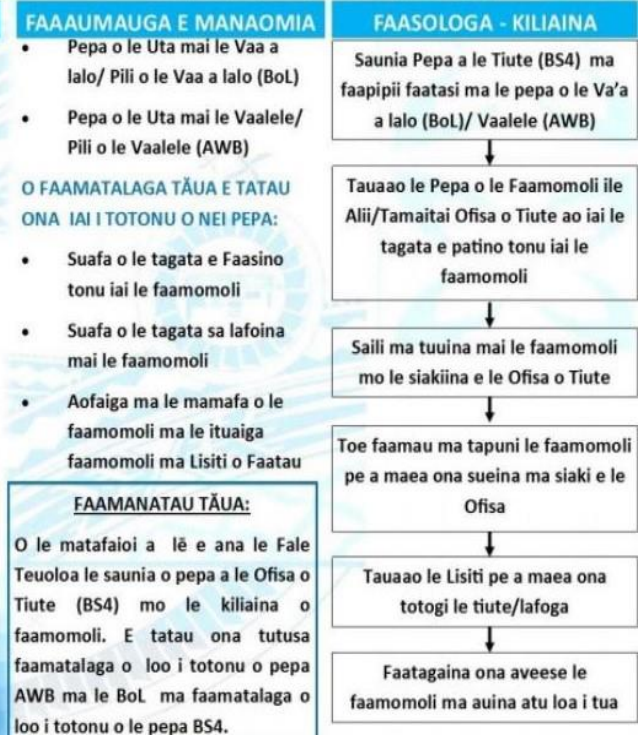 FAAAUMAUGA E MANAOMIA
• Pepa o le Uta mai le Vaa a
lalo/ Pili o le Vaa a lalo (BoL)
• Pepa o le Uta mai le Vaalele/
Pili o le Vaalele (AWB)
O FAAMATALAGA TĀUA E TATAU
ONA IAI I TOTONU O NEI PEPA:
• Suafa o le tagata e Faasino
tonu iai le faamomoli
• Suafa o le tagata sa lafoina
mai le faamomoli
• Aofaiga ma le mamafa o le
faamomoli ma le ituaiga
faamomoli ma Lisiti o Faatau
FAAMANATAU TĀUA:
O le matafaioi a lē e ana le Fale
Teuoloa le saunia o pepa a le Ofisa o
Tiute (BS4) mo le kiliaina o
faamomoli. E tatau ona tutusa
faamatalaga o loo i totonu o pepa
AWB ma le BoL ma faamatalaga o
loo i totonu o le pepa BS4.
FAASOLOGA - KILIAINA
Saunia Pepa a le Tiute (BS4) ma
faapipii faatasi ma le pepa o le Va'a
a lalo (BoL)/ Vaalele (AWB)
Tauaao le Pepa o le Faamomoli ile
Alii/Tamaitai Ofisa o Tiute ao iai le
tagata e patino tonu iai le
faamomoli
Saili ma tuuina mai le faamomoli
mo le siakiina e le Ofisa o Tiute
Toe faamau ma tapuni le faamomoli
pe a maea ona sueina ma siaki e le
Ofisa
Tauaao le Lisiti pe a maea ona
totogi le tiute/lafoga
Faatagaina ona aveese le
faamomoli ma auina atu loa i tua